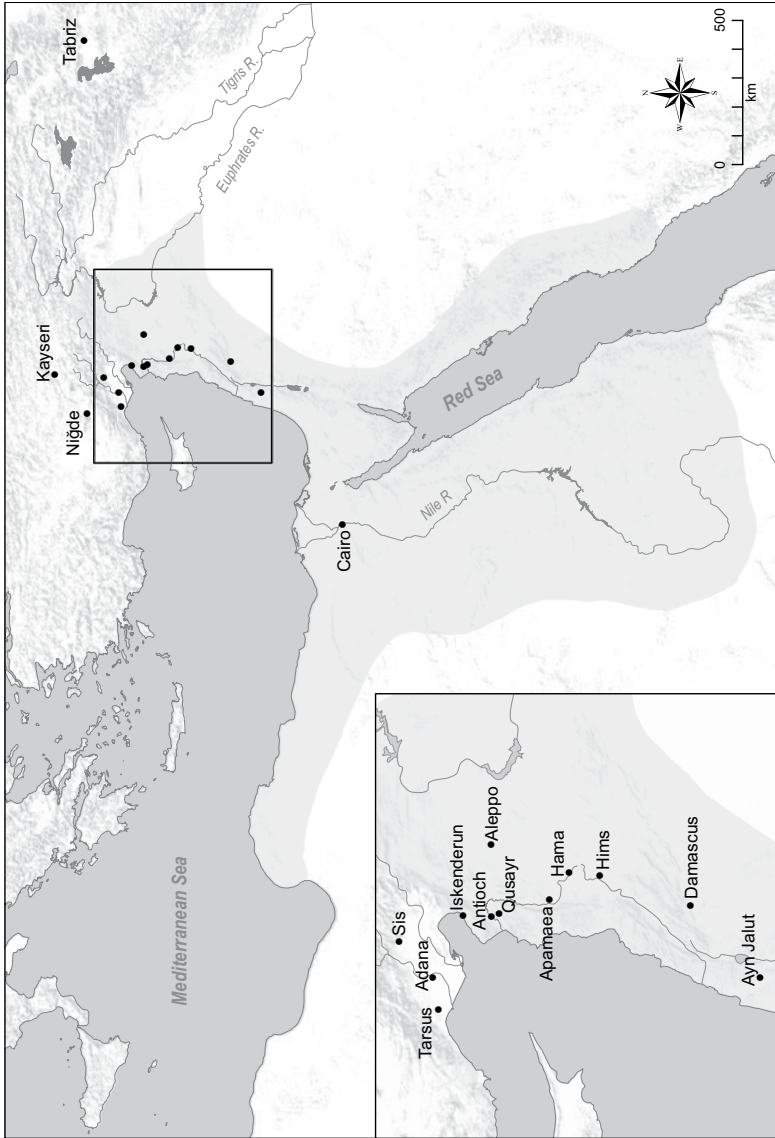 Tabriz
Kayseri
Niğde
Tigris R.
Euphrates R.
Mediterranean Sea
Red Sea
Nile R
Cairo
N
E
S
W
0
500
km
Sis
Adana
Tarsus
Iskenderun
Antioch
Aleppo
Qusayr
Apamaea
Hama
Hims
Damascus
Ayn Jalut